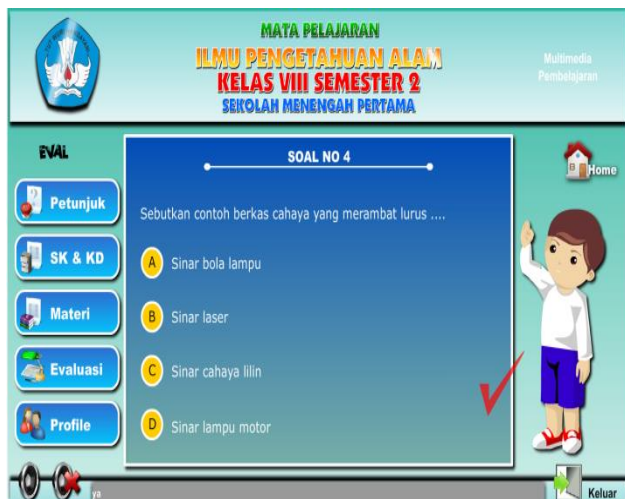 MATA PELAJARAN
ILMU PENGETAHUAN ALAM
KELAS VIII SEMESTER 2
SEKOLAH MENENGAH PERTAMA
Multimedia
Pembelajaran
EVAL
Petunjuk
SK & KD
Materi
Evaluasi
Profile
SOAL NO 4
Sebutkan contoh berkas cahaya yang merambat lurus ....
A Sinar bola lampu
B Sinar laser
C Sinar cahaya lilin
D Sinar lampu motor
Home
ya
Keluar